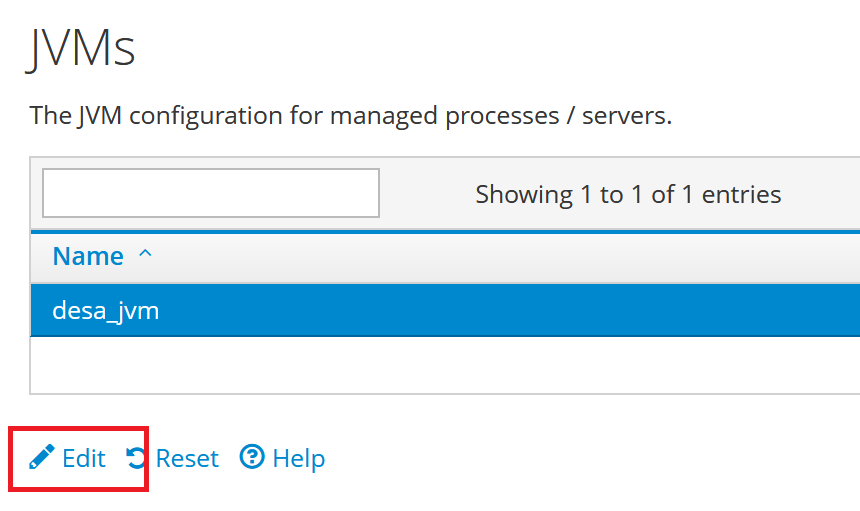 JVMs
The JVM configuration for managed processes / servers.
Showing 1 to 1 of 1 entries
Name
desa_jvm
Edit Reset Help